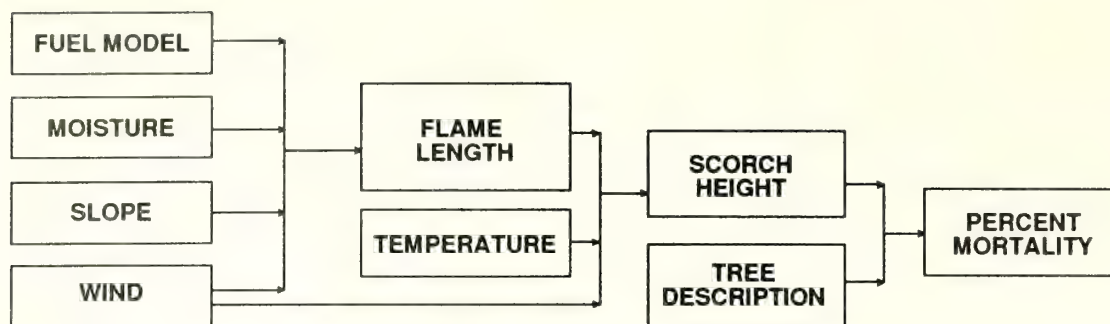 FUEL MODEL
MOISTURE
SLOPE
WIND
FLAME
LENGTH
TEMPERATURE
SCORCH
HEIGHT
TREE
DESCRIPTION
PERCENT
MORTALITY